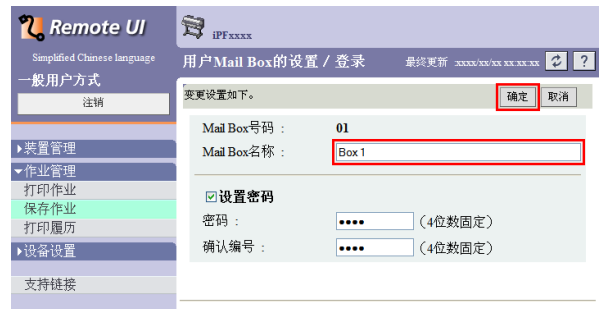 Remote UI
Simplified Chinese language
一般用户方式
注销
装置管理
作业管理
打印作业
保存作业
打印履历
设备设置
支持链接
iPFxxxx
用户Mail Box的设置 / 登录
最终更新 :xxxx/xx/xx xx:xx:xx
?
变更设置如下。
确定
取消
Mail Box号码 :
01
Mail Box名称 :
Box 1
设置密码
密码 :
●●●●
(4位数固定)
确认编号 :
●●●●
(4位数固定)